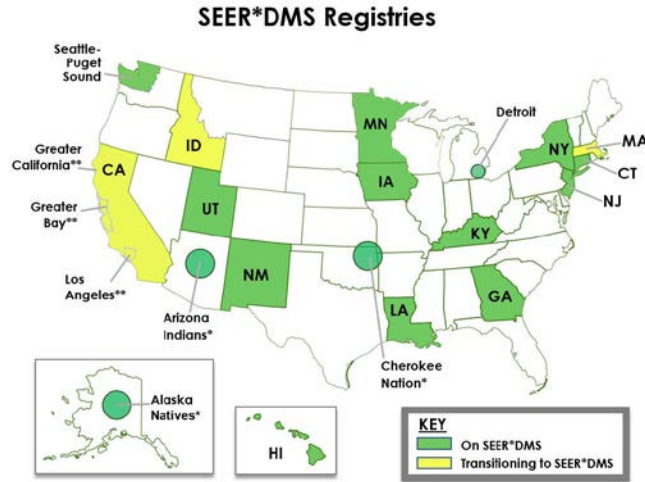 SEER*DMS Registries
Seattle-
Puget
Sound
MN
Detroit
ID
NY
MA
Greater
California**
CA
CT
IA
NJ
Greater
Bay**
UT
KY
Los
Angeles**
NM
LA
GA
Arizona
Indians*
Cherokee
Nation*
Alaska
Natives*
HI
KEY
On SEER*DMS
Transitioning to SEER*DMS